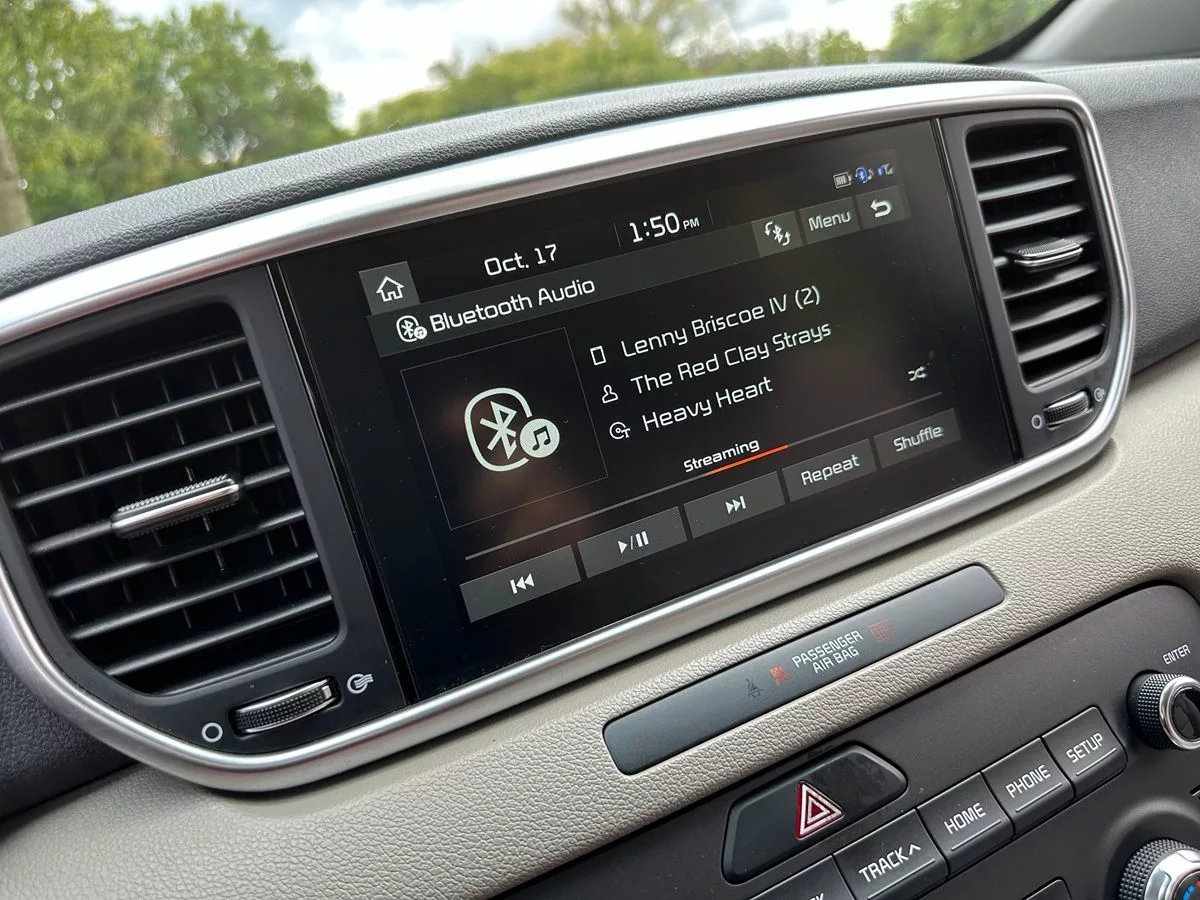 Oct. 17
1:50 PM
Menu
Bluetooth Audio
Lenny Briscoe IV (2)
The Red Clay Strays
Heavy Heart
Streaming
Repeat
Shuffle
PASSENGER
AIR BAG
ENTER
SETUP
PHONE
HOME
TRACK